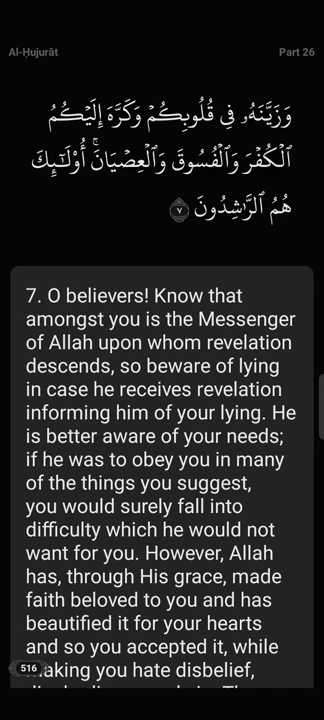 Al-Ḥujurāt
Part 26
وَزَيَّنَهُۥ فِي قُلُوبِكُمۡ وَكَرَّهَ إِلَيۡكُمُ
ٱلۡكُفۡرَ وَٱلۡفُسُوقَ وَٱلۡعِصۡيَانَۚ أُوْلَـٰٓئِكَ
هُمُ ٱلرَّٰشِدُونَ ٧
7. O believers! Know that
amongst you is the Messenger
of Allah upon whom revelation
descends, so beware of lying
in case he receives revelation
informing him of your lying. He
is better aware of your needs;
if he was to obey you in many
of the things you suggest,
you would surely fall into
difficulty which he would not
want for you. However, Allah
has, through His grace, made
faith beloved to you and has
beautified it for your hearts
and so you accepted it, while
making you hate disbelief,
516